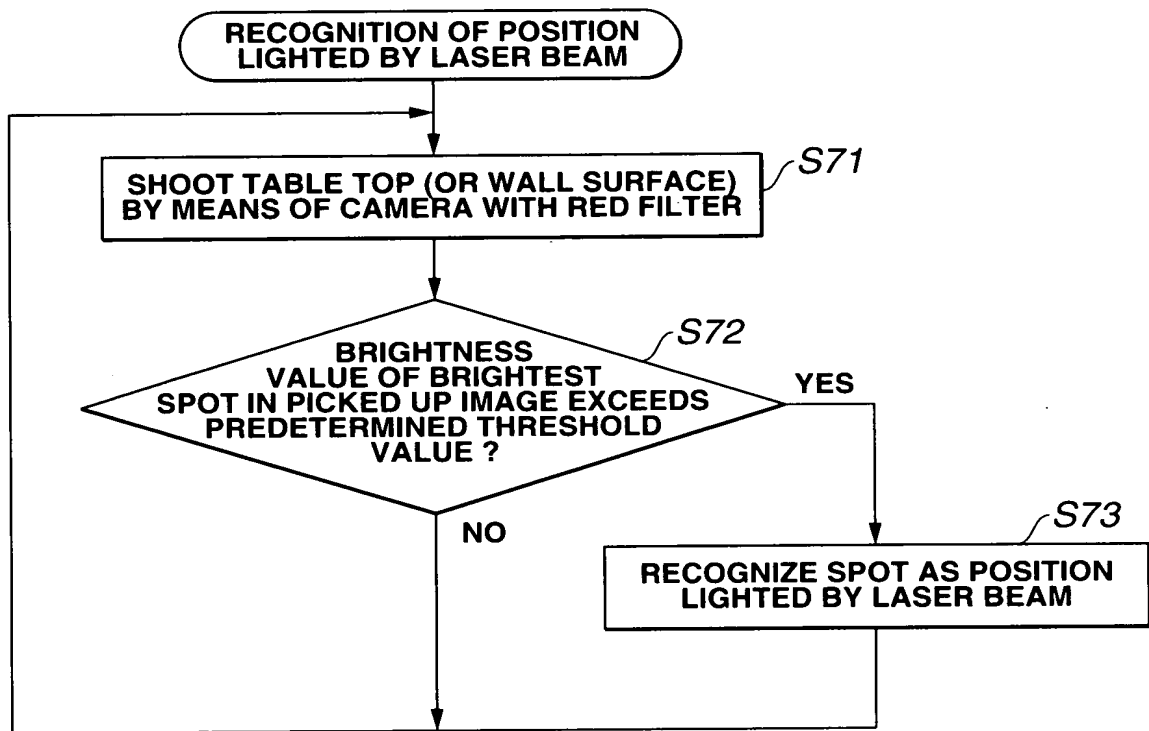 RECOGNITION OF POSITION
LIGHTED BY LASER BEAM
S71
SHOOT TABLE TOP (OR WALL SURFACE)
BY MEANS OF CAMERA WITH RED FILTER
S72
BRIGHTNESS
VALUE OF BRIGHTEST
SPOT IN PICKED UP IMAGE EXCEEDS
PREDETERMINED THRESHOLD
VALUE ?
YES
NO
S73
RECOGNIZE SPOT AS POSITION
LIGHTED BY LASER BEAM